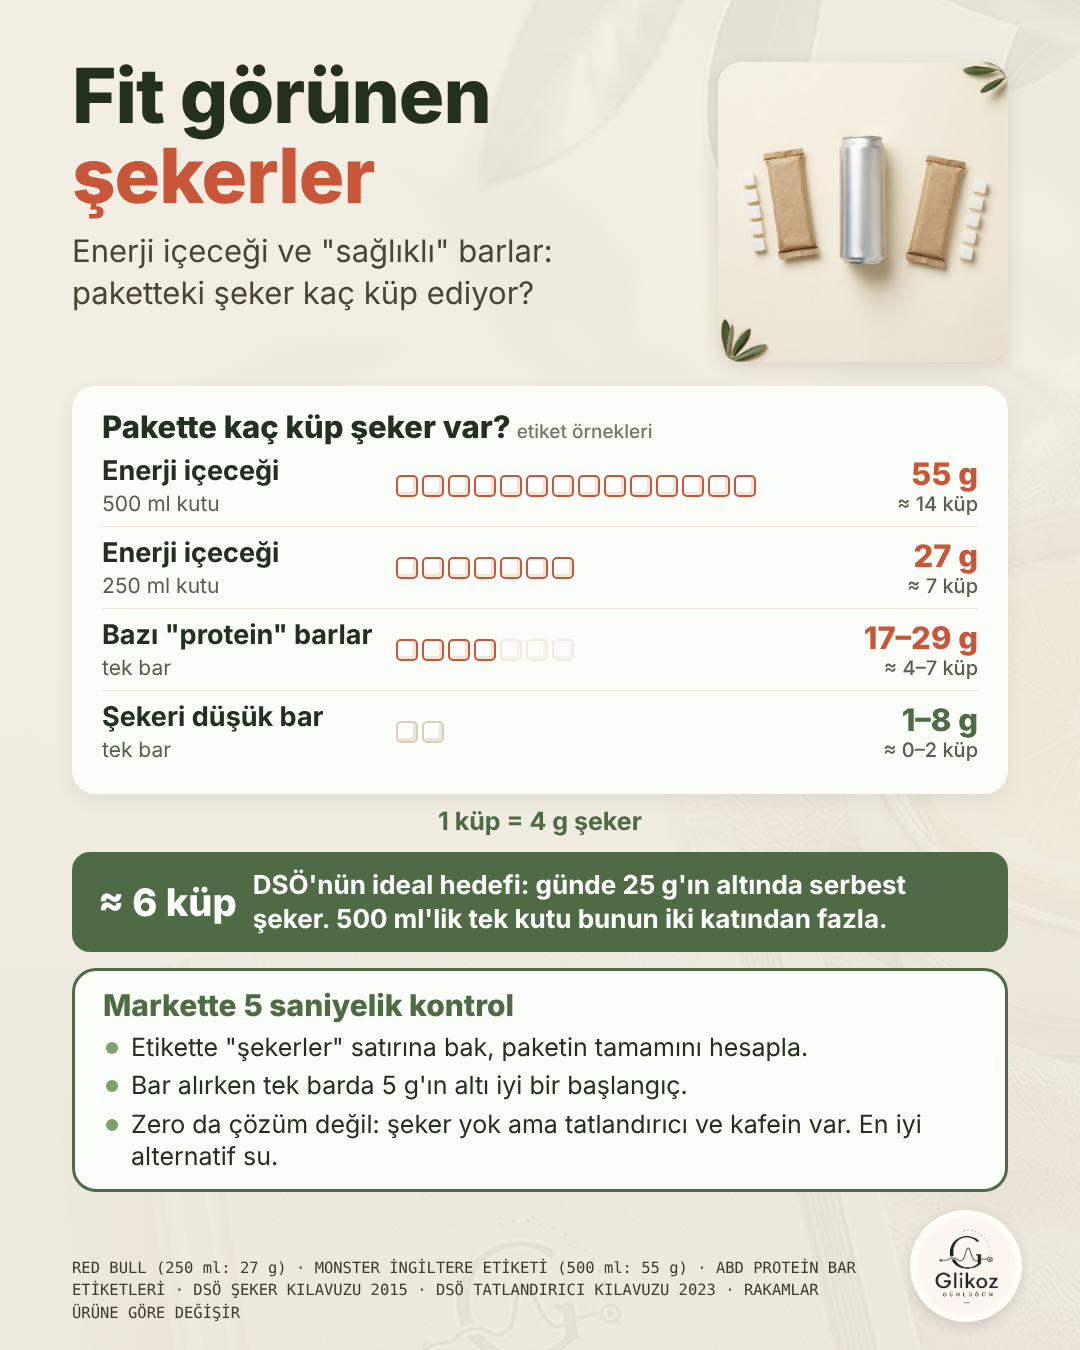 Fit görünen
şekerler
Enerji içeceği ve "sağlıklı" barlar:
paketteki şeker kaç küp ediyor?
Pakette kaç küp şeker var? etiket örnekleri
Enerji içeceği
500 ml kutu
55 g
≈ 14 küp
Enerji içeceği
250 ml kutu
27 g
≈ 7 küp
Bazı "protein" barlar
tek bar
17–29 g
≈ 4–7 küp
Şekeri düşük bar
tek bar
1–8 g
≈ 0–2 küp
1 küp = 4 g şeker
≈ 6 küp
DSÖ'nün ideal hedefi: günde 25 g'ın altında serbest
şeker. 500 ml'lik tek kutu bunun iki katından fazla.
Markette 5 saniyelik kontrol
Etikette "şekerler" satırına bak, paketin tamamını hesapla.
Bar alırken tek barda 5 g'ın altı iyi bir başlangıç.
Zero da çözüm değil: şeker yok ama tatlandırıcı ve kafein var. En iyi
alternatif su.
RED BULL (250 ml: 27 g) · MONSTER İNGİLTERE ETİKETİ (500 ml: 55 g) · ABD PROTEİN BAR
ETİKETLERİ · DSÖ ŞEKER KILAVUZU 2015 · DSÖ TATLANDIRICI KILAVUZU 2023 · RAKAMLAR
ÜRÜNE GÖRE DEĞİŞİR
G
Glikoz
GÜNLÜĞÜM